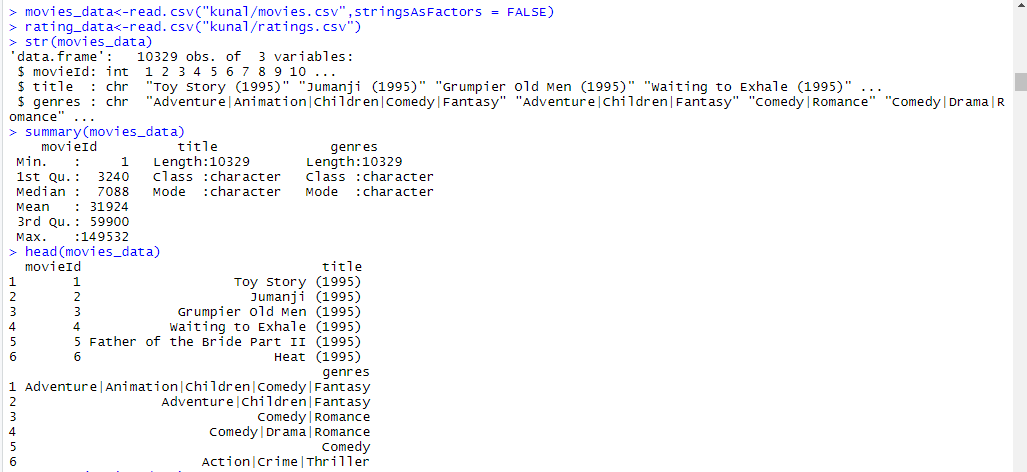 > movies_data<-read.csv("kunal/movies.csv",stringsAsFactors = FALSE)
> rating_data<-read.csv("kunal/ratings.csv")
> str(movies_data)
'data.frame':   10329 obs. of  3 variables:
 $ movieId: int  1 2 3 4 5 6 7 8 9 10 ...
 $ title  : chr  "Toy Story (1995)" "Jumanji (1995)" "Grumpier Old Men (1995)" "Waiting to Exhale (1995)" ...
 $ genres : chr  "Adventure|Animation|Children|Comedy|Fantasy" "Adventure|Children|Fantasy" "Comedy|Romance" "Comedy|Drama|R
omance" ...
> summary(movies_data)
    movieId          title              genres         
 Min.   :     1   Length:10329       Length:10329      
 1st Qu.:  3240   Class :character   Class :character  
 Median :  7088   Mode  :character   Mode  :character  
 Mean   : 31924
 3rd Qu.: 59900
 Max.   :149532
> head(movies_data)
  movieId                              title
1       1                   Toy Story (1995)
2       2                     Jumanji (1995)
3       3            Grumpier Old Men (1995)
4       4           Waiting to Exhale (1995)
5       5 Father of the Bride Part II (1995)
6       6                        Heat (1995)
                                       genres
1 Adventure|Animation|Children|Comedy|Fantasy
2                  Adventure|Children|Fantasy
3                              Comedy|Romance
4                        Comedy|Drama|Romance
5                                      Comedy
6                       Action|Crime|Thriller